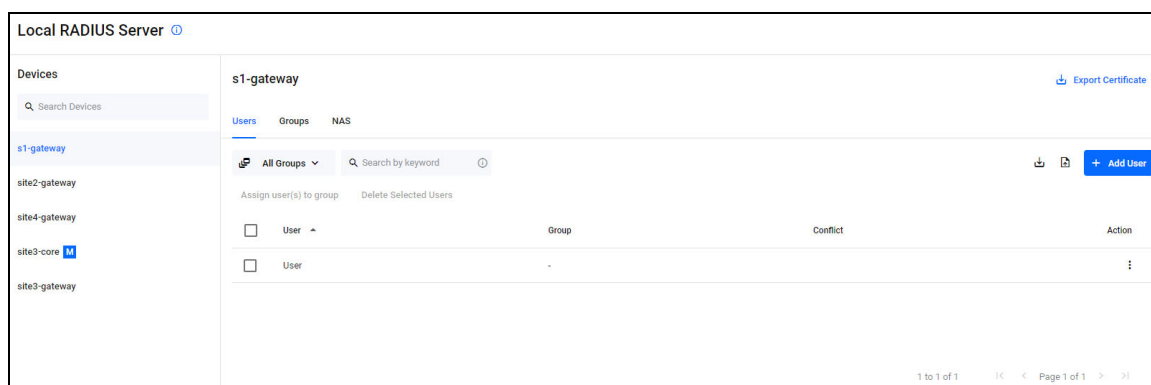 Local RADIUS Server
Devices
Search Devices
s1-gateway
site2-gateway
site4-gateway
site3-core M
site3-gateway
s1-gateway
Export Certificate
Users Groups NAS
All Groups Search by keyword
+ Add User
Assign user(s) to group Delete Selected Users
User Group Conflict Action
User -
1 to 1 of 1 Page 1 of 1